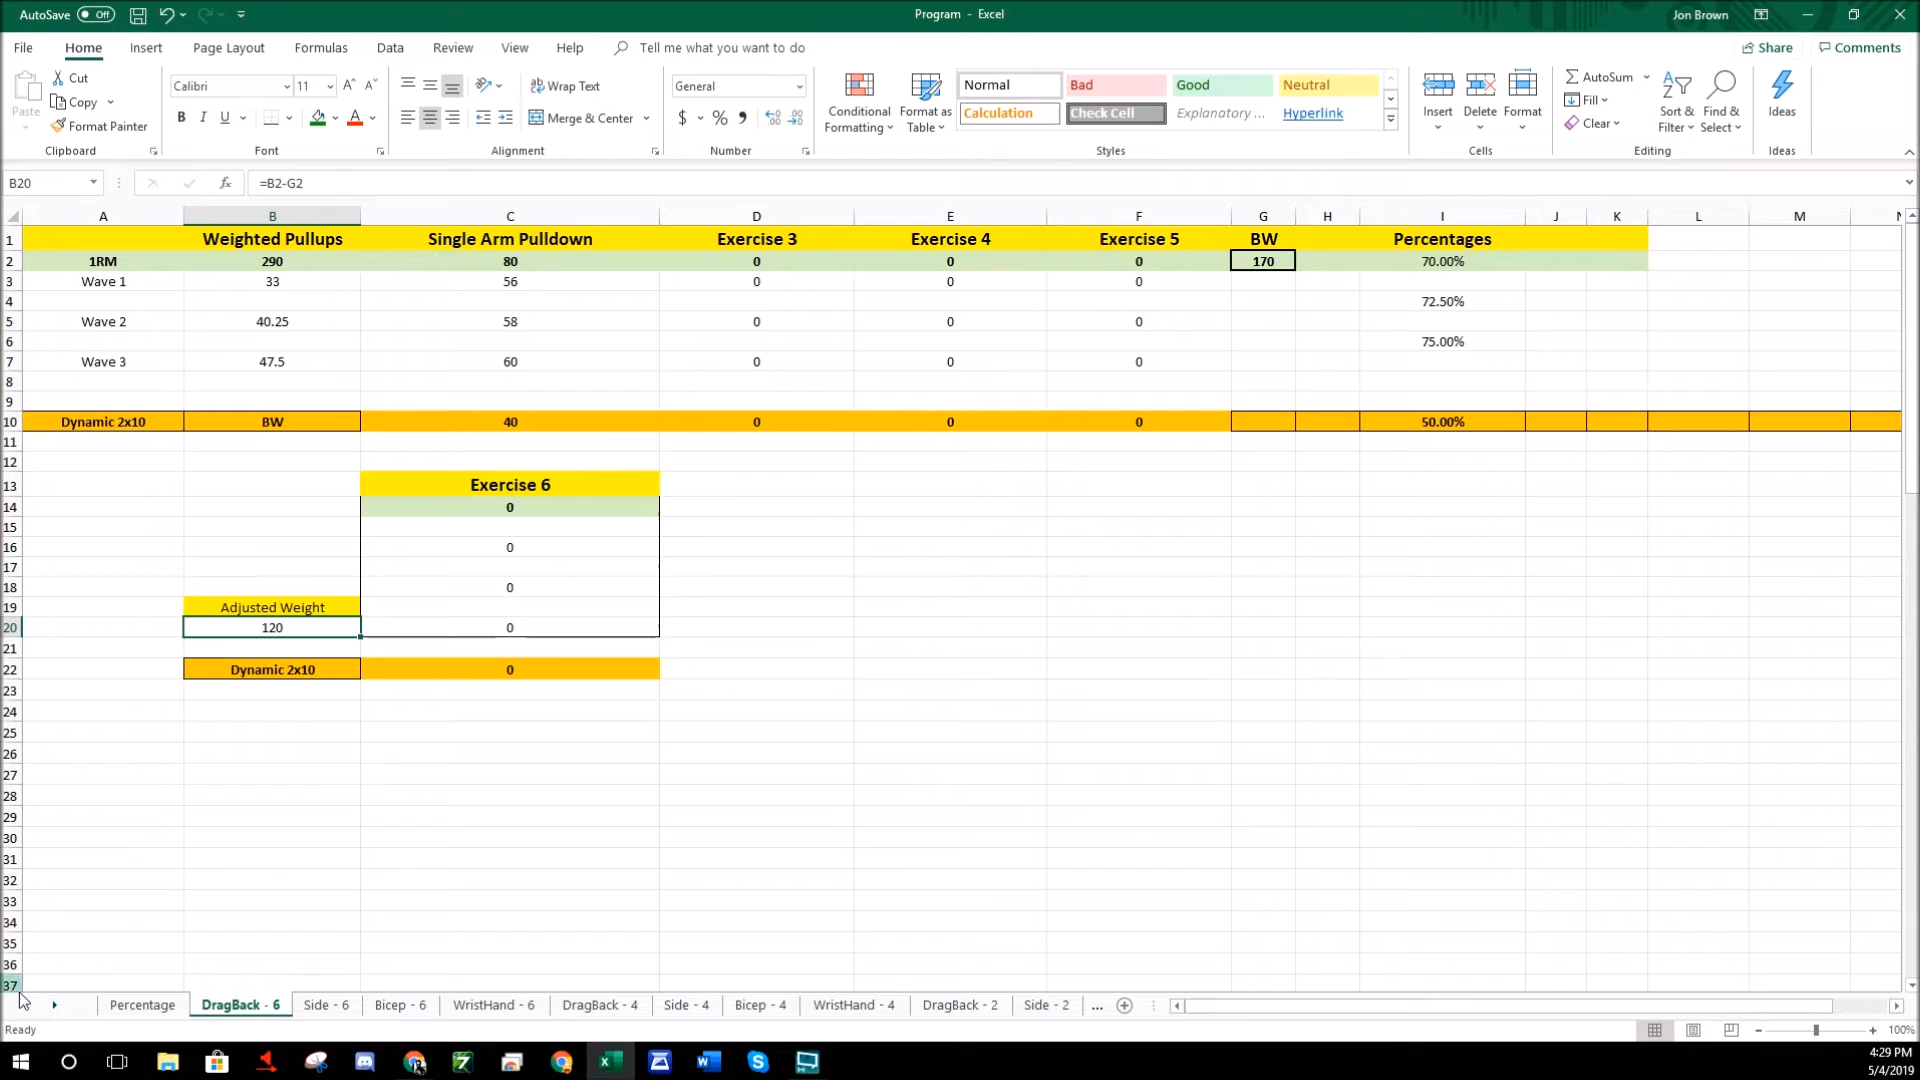 AutoSave Off Program - Excel Jon Brown
File Home Insert Page Layout Formulas Data Review View Help Tell me what you want to do Share Comments
Cut Calibri 11 Wrap Text General Normal Bad Good Neutral AutoSum
Copy Fill
Paste Format Painter Merge & Center $ % Conditional Formatting Format as Table Calculation Check Cell Explanatory ... Hyperlink Insert Delete Format Clear Sort & Filter Find & Select Ideas
Clipboard Font Alignment Number Styles Cells Editing Ideas
B20 fx =B2-G2
A B C D E F G H I J K L M
1 Weighted Pullups Single Arm Pulldown Exercise 3 Exercise 4 Exercise 5 BW Percentages
2 1RM 290 80 0 0 0 170 70.00%
3 Wave 1 33 56 0 0 0
4 72.50%
5 Wave 2 40.25 58 0 0 0
6 75.00%
7 Wave 3 47.5 60 0 0 0
8
9
10 Dynamic 2x10 BW 40 0 0 0 50.00%
11
12
13 Exercise 6
14 0
15
16 0
17
18 0
19 Adjusted Weight
20 120 0
21
22 Dynamic 2x10 0
23
24
25
26
27
28
29
30
31
32
33
34
35
36
37
Percentage DragBack - 6 Side - 6 Bicep - 6 WristHand - 6 DragBack - 4 Side - 4 Bicep - 4 WristHand - 4 DragBack - 2 Side - 2 ...
Ready 100%
4:29 PM
5/4/2019